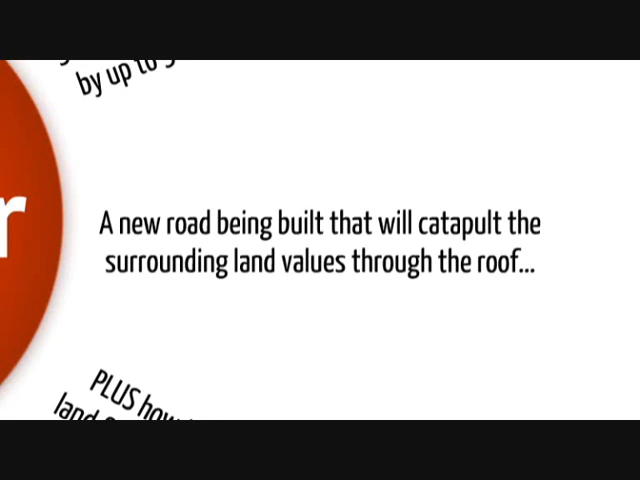 by up to
r
A new road being built that will catapult the
surrounding land values through the roof...
PLUS how
land